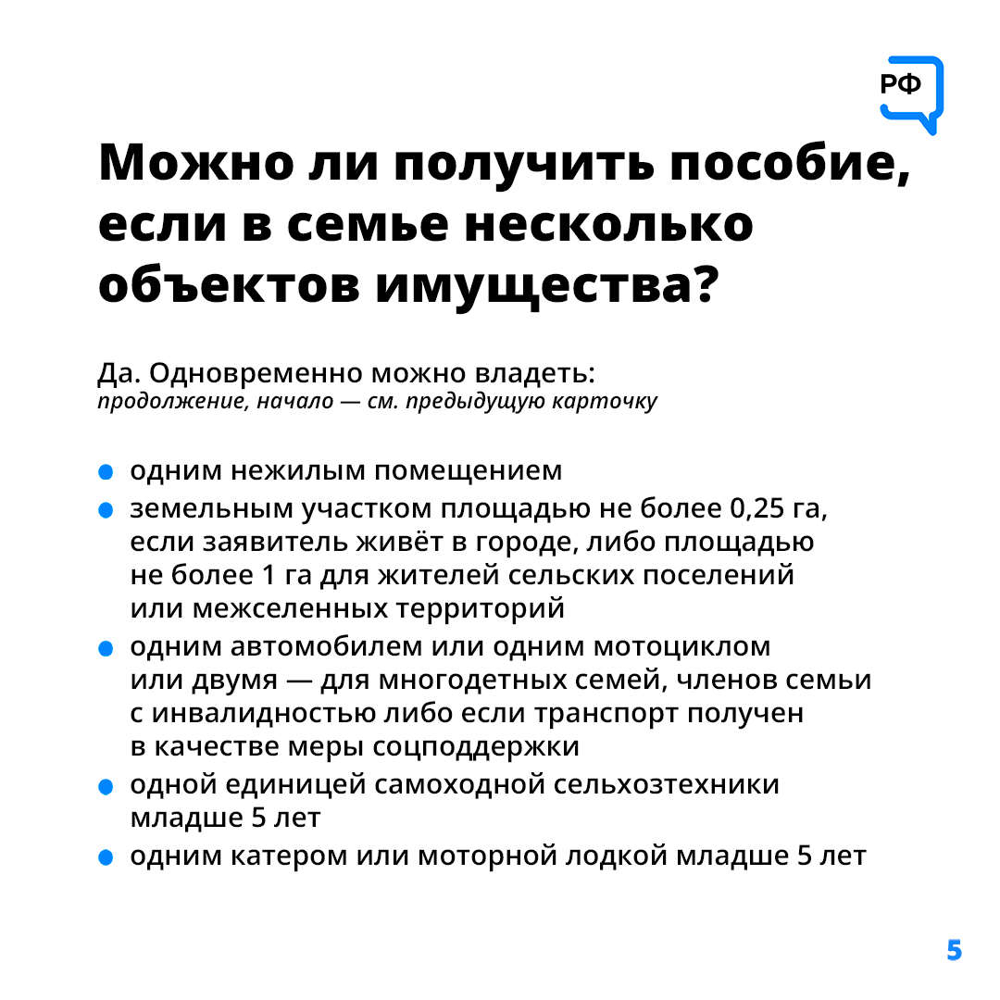 РФ
Можно ли получить пособие,
если в семье несколько
объектов имущества?
Да. Одновременно можно владеть:
продолжение, начало — см. предыдущую карточку
● одним нежилым помещением
● земельным участком площадью не более 0,25 га,
если заявитель живёт в городе, либо площадью
не более 1 га для жителей сельских поселений
или межселенных территорий
● одним автомобилем или одним мотоциклом
или двумя — для многодетных семей, членов семьи
с инвалидностью либо если транспорт получен
в качестве меры соцподдержки
● одной единицей самоходной сельхозтехники
младше 5 лет
● одним катером или моторной лодкой младше 5 лет
5